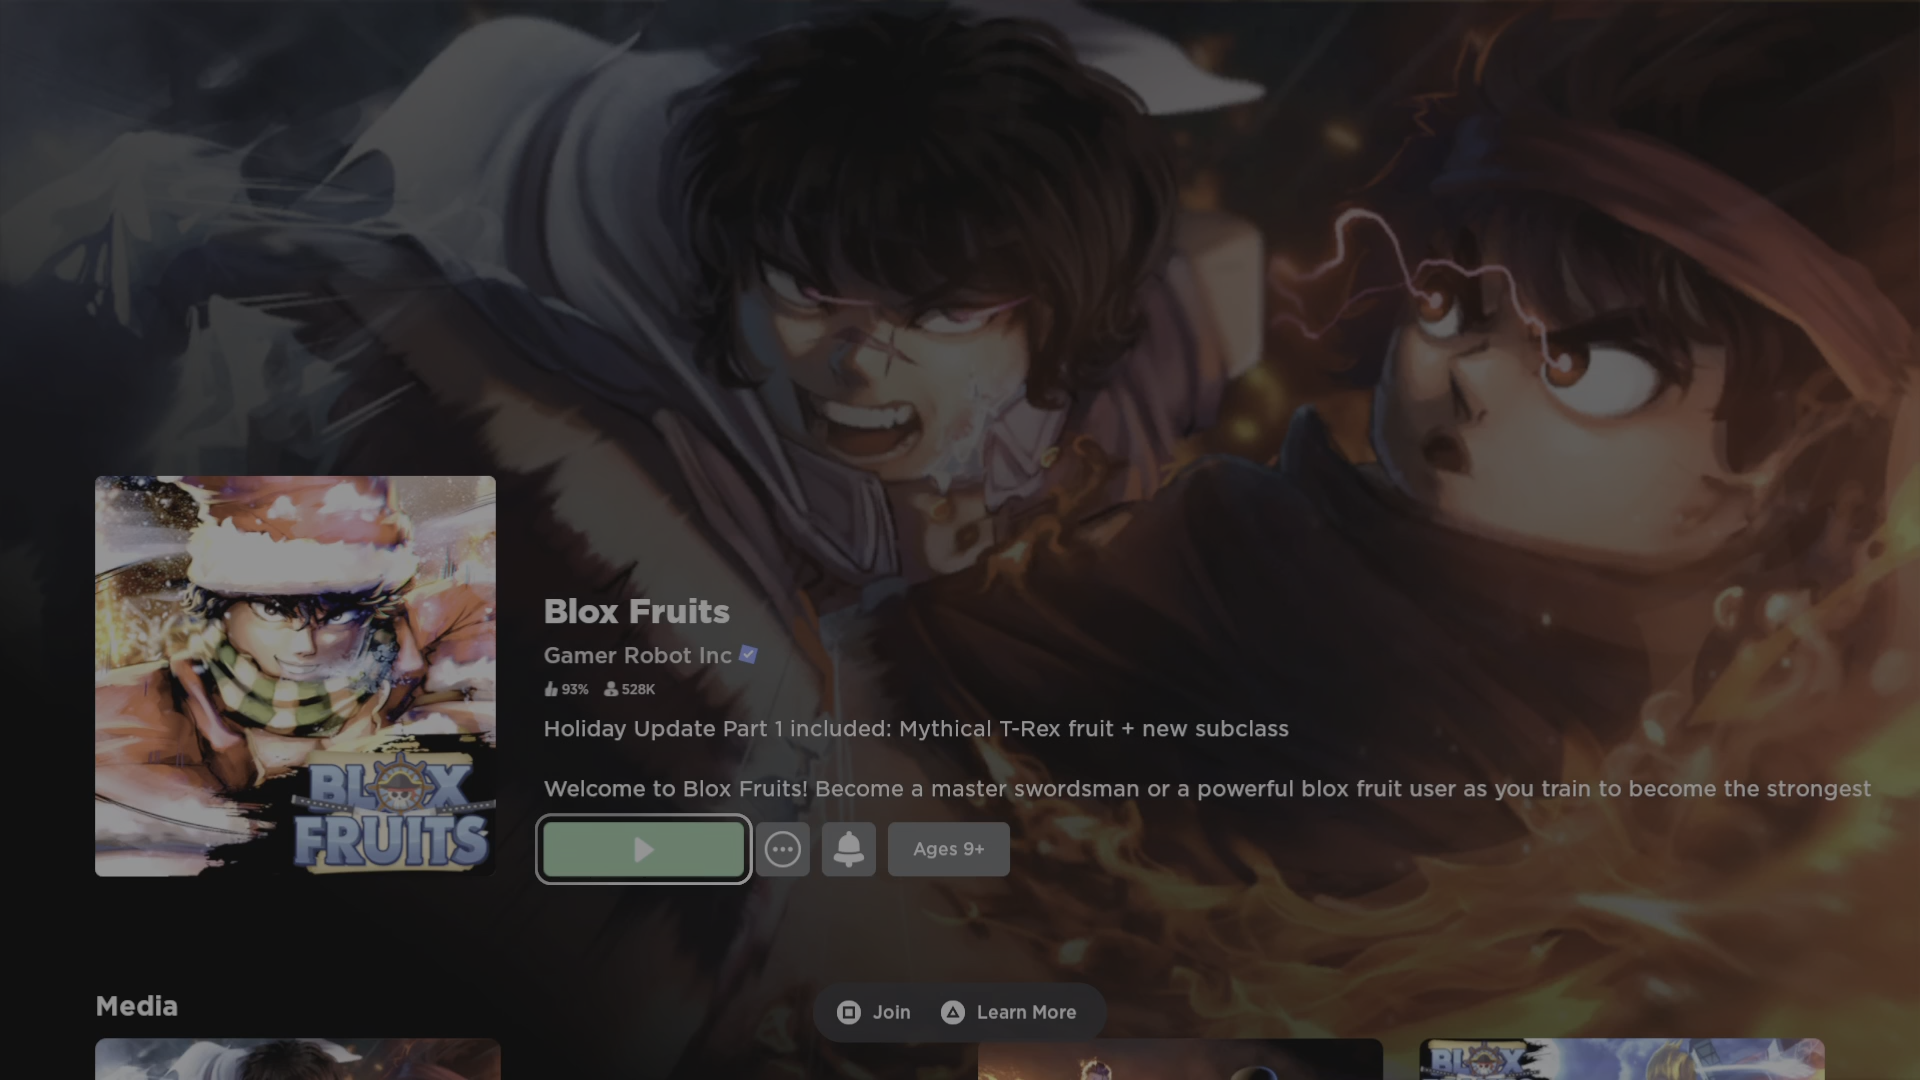 Blox Fruits
Gamer Robot Inc
93% 528K
Holiday Update Part 1 included: Mythical T-Rex fruit + new subclass
Welcome to Blox Fruits! Become a master swordsman or a powerful blox fruit user as you train to become the strongest
BLOX
FRUITS
Ages 9+
Media
Join Learn More
BLOX